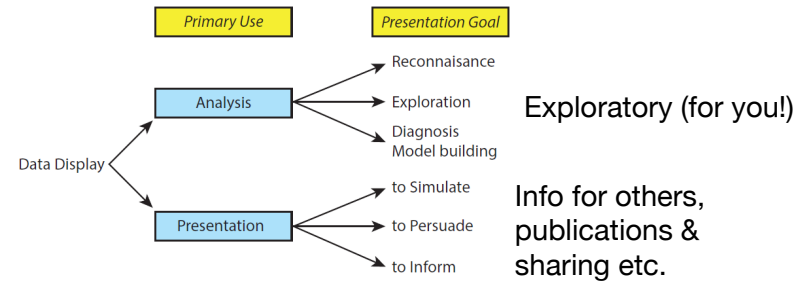 Primary Use
Presentation Goal
Reconnaisance
Analysis
Exploration
Exploratory (for you!)
Diagnosis
Model building
Data Display
to Simulate
Info for others,
publications &
sharing etc.
Presentation
to Persuade
to Inform